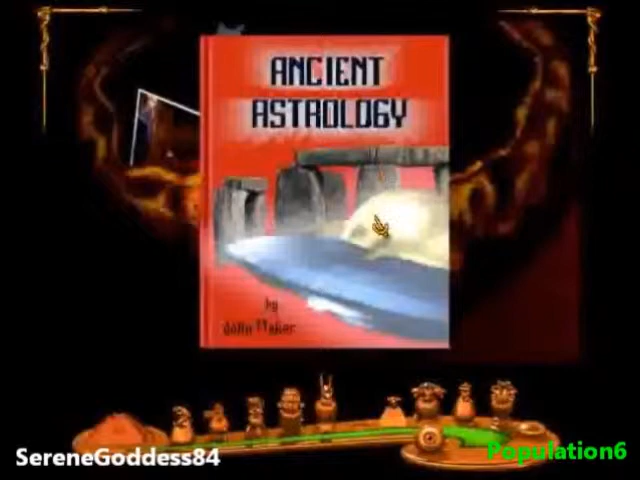 ANCIENT
ASTROLOGY
by
SereneGoddess84
Population6